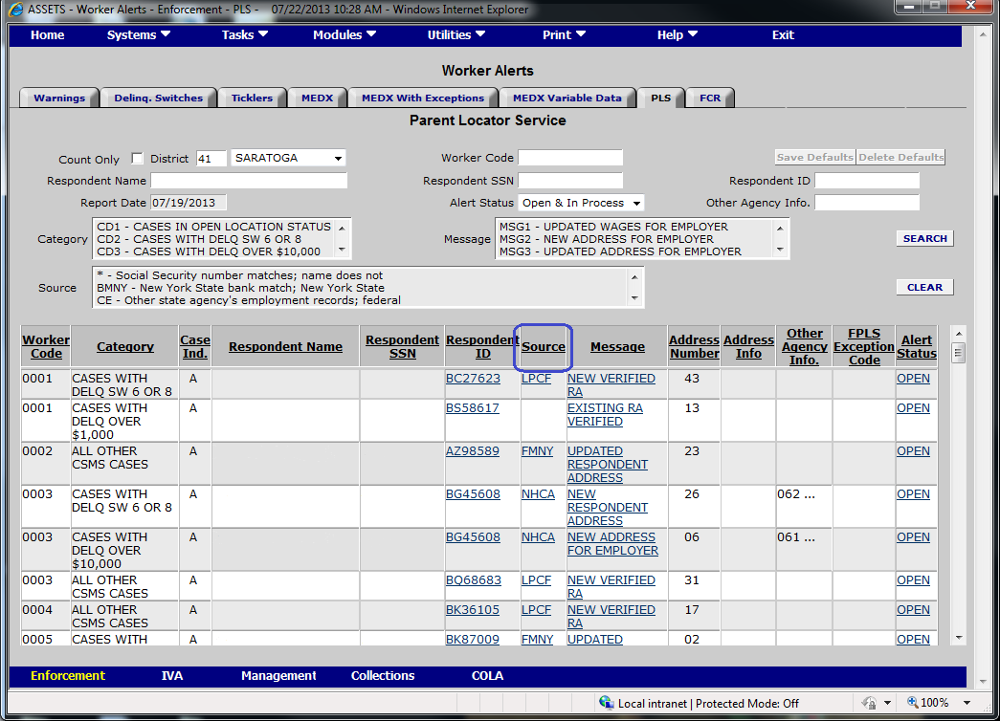 ASSETS - Worker Alerts - Enforcement - PLS - 07/22/2013 10:28 AM - Windows Internet Explorer
Home Systems Tasks Modules Utilities Print Help Exit
Worker Alerts
Warnings Delinq. Switches Ticklers MEDX MEDX With Exceptions MEDX Variable Data PLS FCR
Parent Locator Service
Count Only District 41 SARATOGA Worker Code Save Defaults Delete Defaults
Respondent Name Respondent SSN Respondent ID
Report Date 07/19/2013 Alert Status Open & In Process Other Agency Info.
Category
CD1 - CASES IN OPEN LOCATION STATUS
CD2 - CASES WITH DELQ SW 6 OR 8
CD3 - CASES WITH DELQ OVER $10,000
Message
MSG1 - UPDATED WAGES FOR EMPLOYER
MSG2 - NEW ADDRESS FOR EMPLOYER
MSG3 - UPDATED ADDRESS FOR EMPLOYER
SEARCH
Source
* - Social Security number matches; name does not
BMNY - New York State bank match; New York State
CE - Other state agency's employment records; federal
CLEAR
Worker Code Category Case Ind. Respondent Name Respondent SSN Respondent ID Source Message Address Number Address Info Other Agency Info. FPLS Exception Code Alert Status
0001 CASES WITH A BC27623 LPCF NEW VERIFIED 43 OPEN
DELQ SW 6 OR 8 RA
0001 CASES WITH A BS58617 EXISTING RA 13 OPEN
DELQ OVER VERIFIED
$1,000
0002 ALL OTHER A AZ98589 FMNY UPDATED 23 OPEN
CSMS CASES RESPONDENT
ADDRESS
0003 CASES WITH A BG45608 NHCA NEW 26 062 ... OPEN
DELQ SW 6 OR 8 RESPONDENT
ADDRESS
0003 CASES WITH A BG45608 NHCA NEW ADDRESS 06 061 ... OPEN
DELQ OVER FOR EMPLOYER
$10,000
0003 ALL OTHER A BQ68683 LPCF NEW VERIFIED 31 OPEN
CSMS CASES RA
0004 ALL OTHER A BK36105 LPCF NEW VERIFIED 17 OPEN
CSMS CASES RA
0005 CASES WITH A BK87009 FMNY UPDATED 02 OPEN
Enforcement IVA Management Collections COLA
Local intranet | Protected Mode: Off 100%